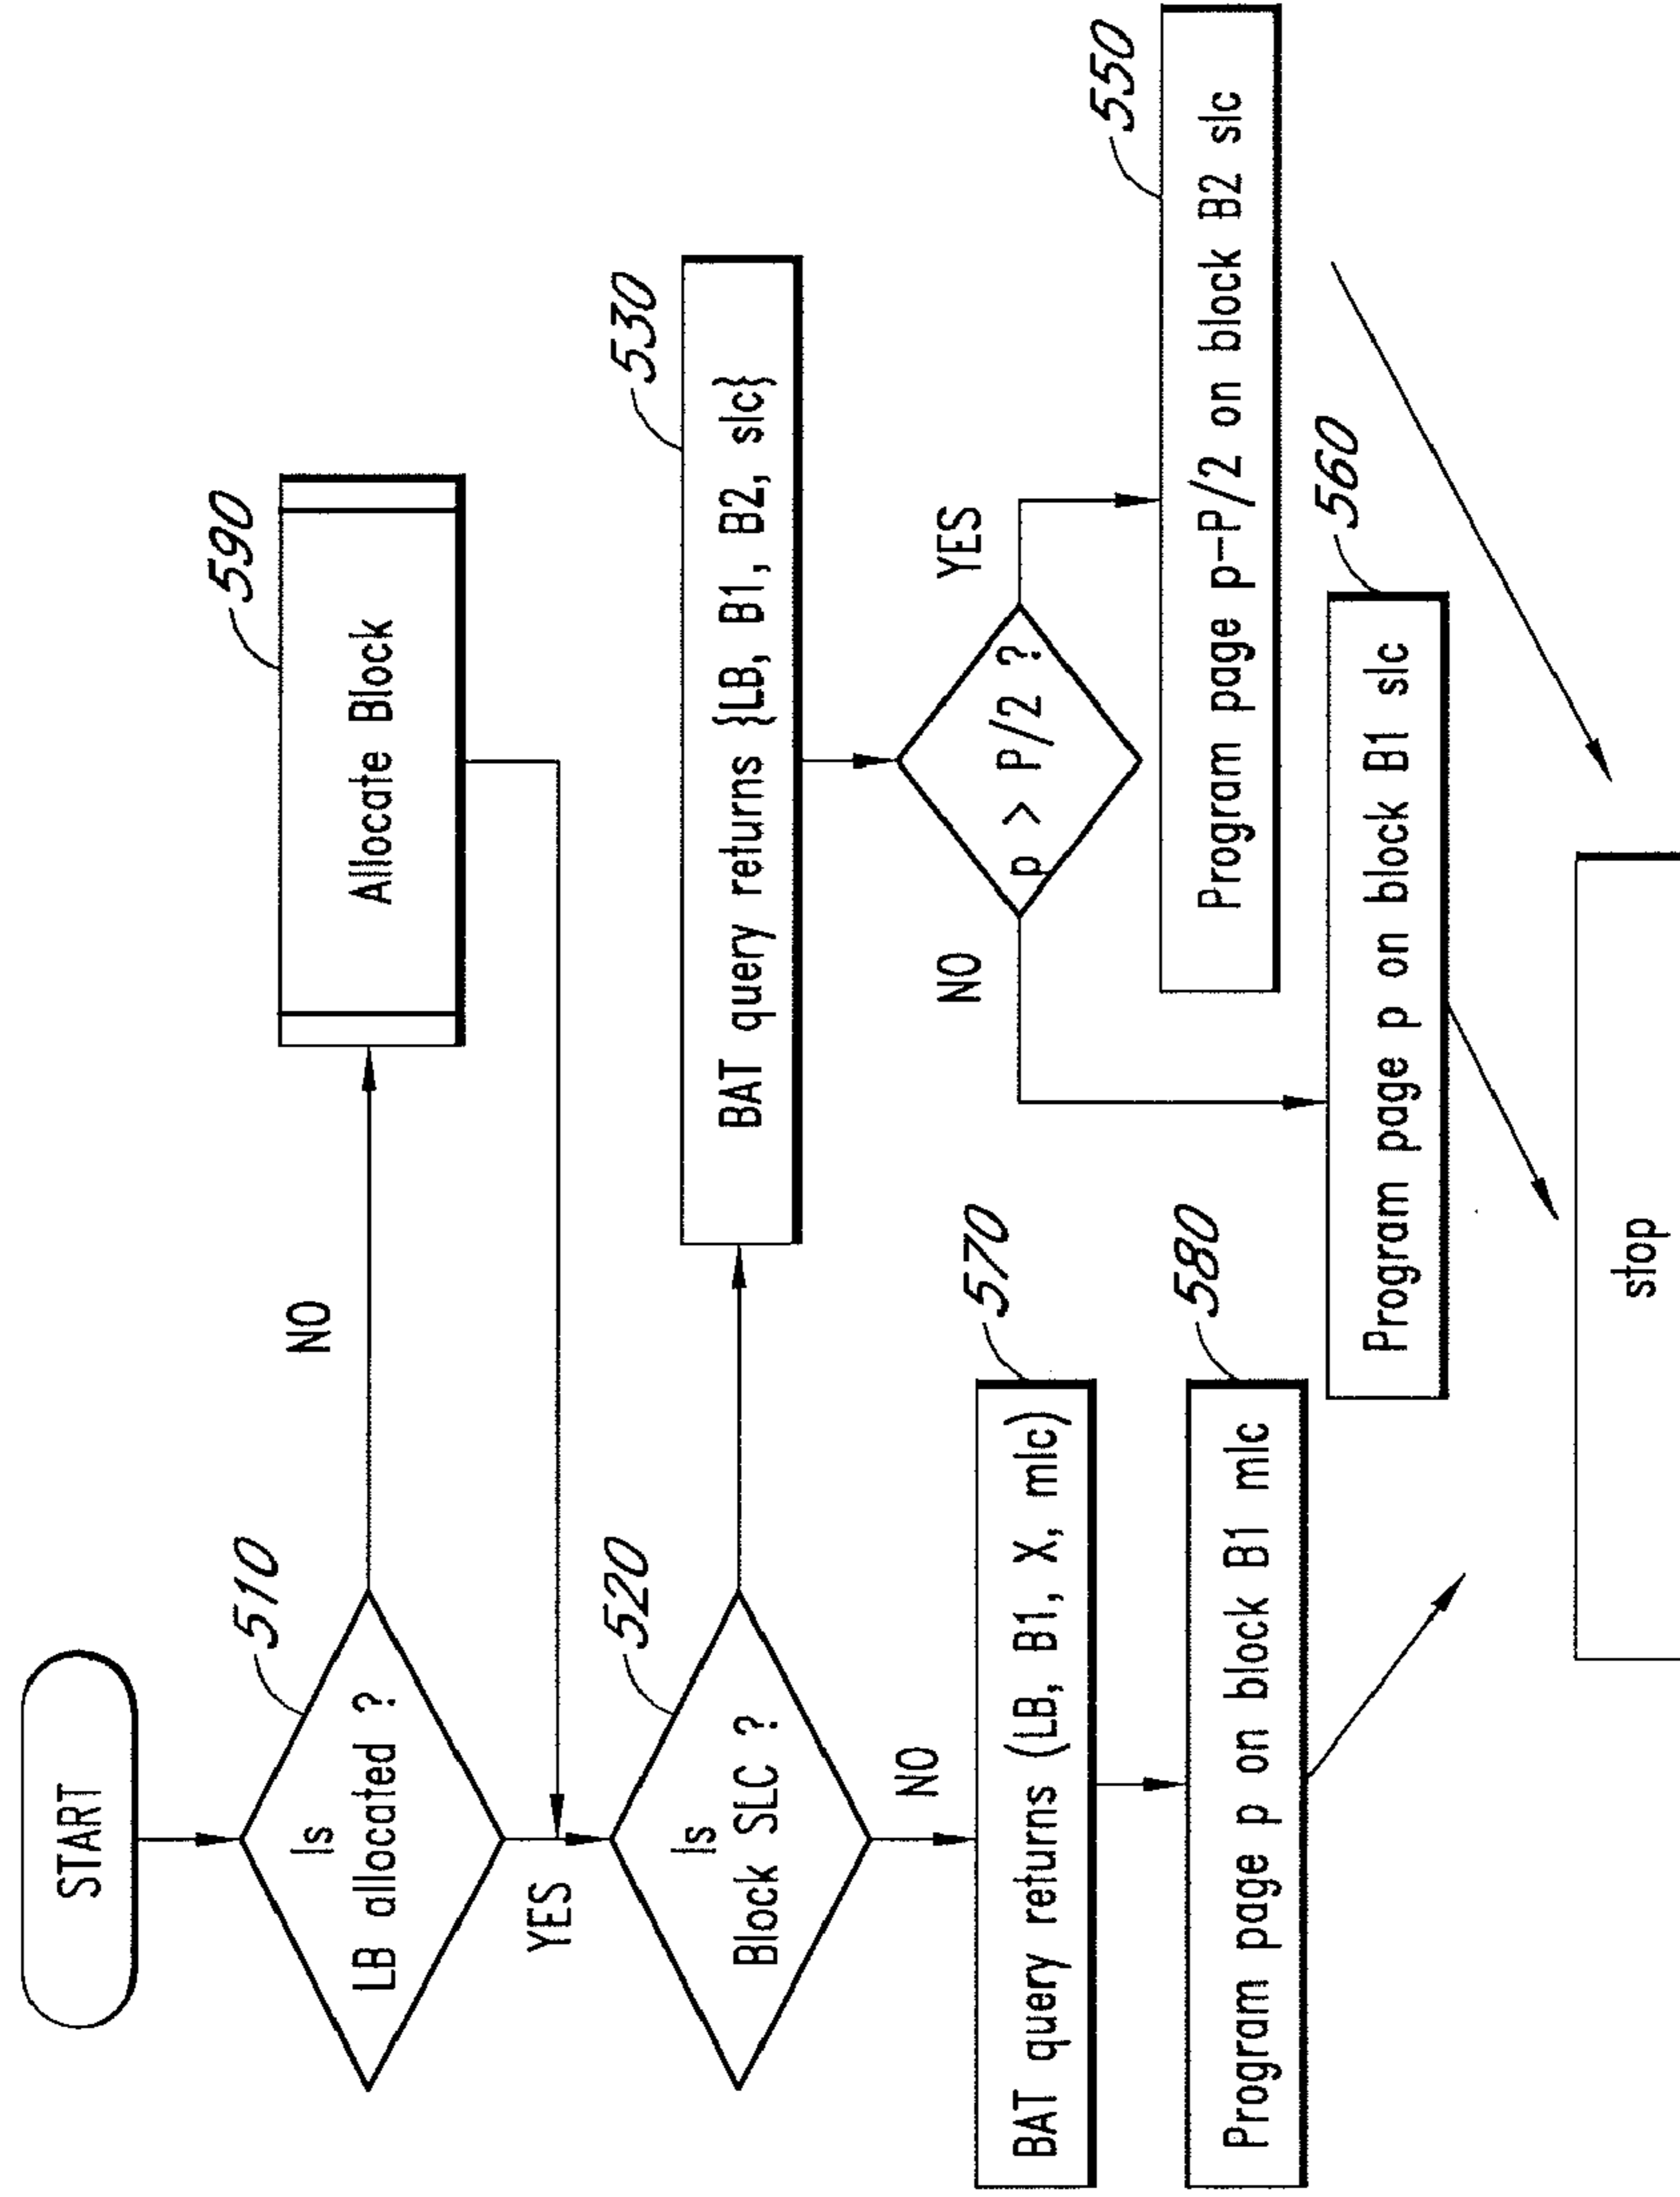 START
510
Is
LB allocated ?
NO
590
Allocate Block
YES
520
Is
Block SLC ?
530
BAT query returns {LB, B1, B2, slc}
NO
570
BAT query returns (LB, B1, X, mlc)
p > P/2 ?
NO
YES
550
Program page p-P/2 on block B2 slc
580
Program page p on block B1 mlc
560
Program page p on block B1 slc
stop